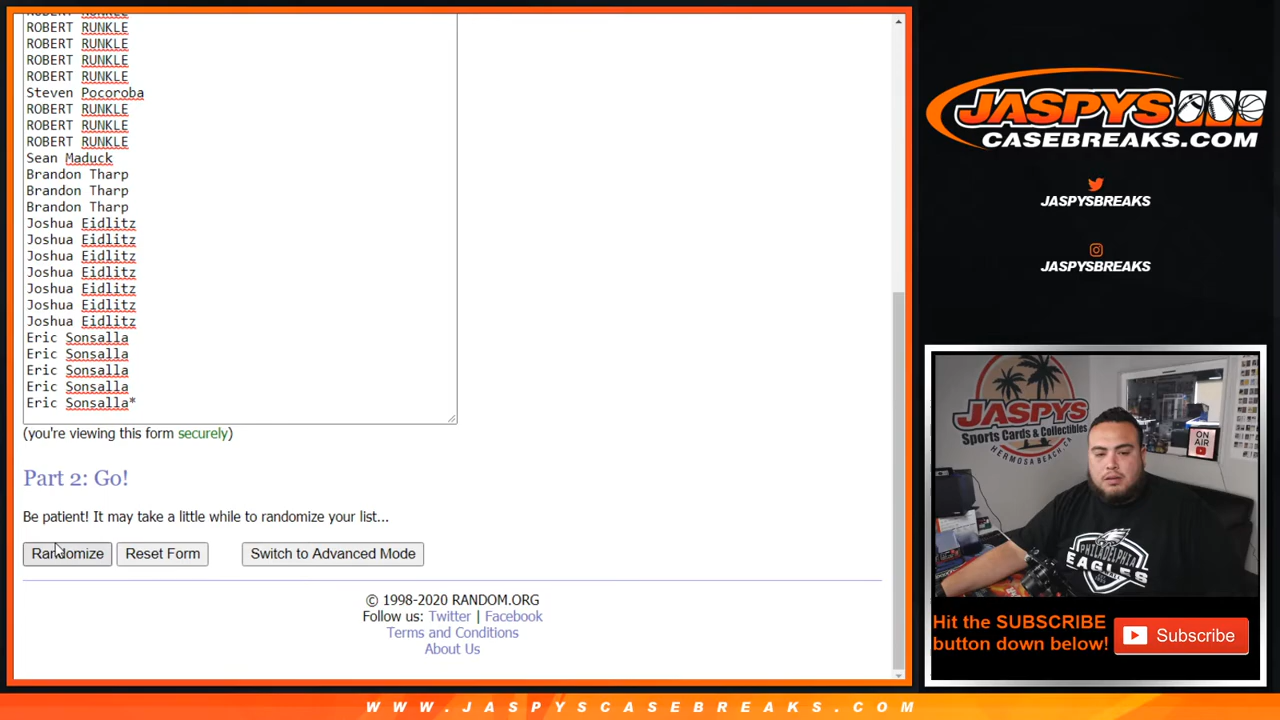 ROBERT RUNKLE
ROBERT RUNKLE
ROBERT RUNKLE
ROBERT RUNKLE
ROBERT RUNKLE
Steven Pocoroba
ROBERT RUNKLE
ROBERT RUNKLE
ROBERT RUNKLE
Sean Maduck
Brandon Tharp
Brandon Tharp
Brandon Tharp
Joshua Eidlitz
Joshua Eidlitz
Joshua Eidlitz
Joshua Eidlitz
Joshua Eidlitz
Joshua Eidlitz
Joshua Eidlitz
Eric Sonsalla
Eric Sonsalla
Eric Sonsalla
Eric Sonsalla
Eric Sonsalla*
(you're viewing this form securely)
Part 2: Go!
Be patient! It may take a little while to randomize your list...
Randomize Reset Form Switch to Advanced Mode
© 1998-2020 RANDOM.ORG
Follow us: Twitter | Facebook
Terms and Conditions
About Us
JASPYS
CASEBREAKS.COM
JASPYSBREAKS
JASPYSBREAKS
JASPYS
Sports Cards & Collectibles
HERMOSA BEACH, CA
ON AIR
PHILADELPHIA
EAGLES
Hit the SUBSCRIBE
button down below!
Subscribe
WWW.JASPYSCASEBREAKS.COM